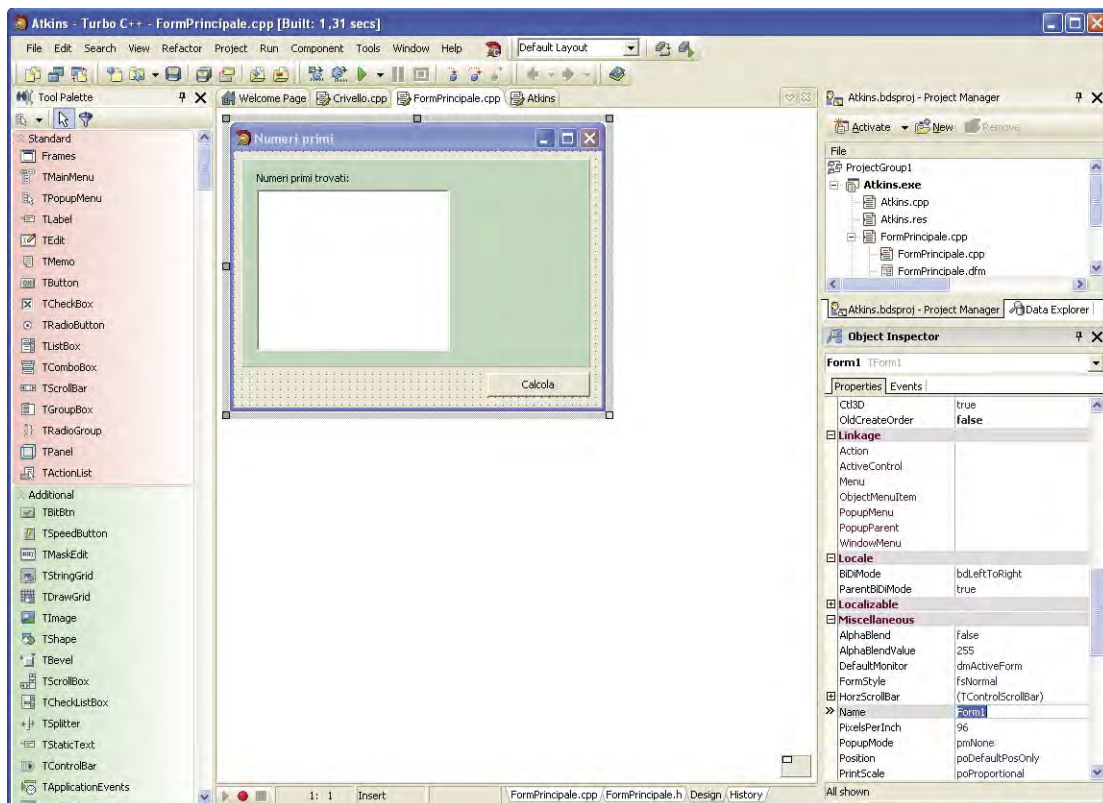 Atkins - Turbo C++ - FormPrincipale.cpp [Built: 1,31 secs]
File Edit Search View Refactor Project Run Component Tools Window Help
Default Layout
Tool Palette
Standard
Frames
TMainMenu
TPopupMenu
TLabel
TEdit
TMemo
TButton
TCheckBox
TRadioButton
TListBox
TComboBox
TScrollBar
TGroupBox
TRadioGroup
TPanel
TActionList
Additional
TBitBtn
TSpeedButton
TMaskEdit
TStringGrid
TDrawGrid
TImage
TShape
TBevel
TScrollBox
TCheckListBox
TSplitter
TStaticText
TControlBar
TApplicationEvents
Welcome Page Crivello.cpp FormPrincipale.cpp Atkins
Numeri primi
Numeri primi trovati:
Calcola
1: 1 Insert
FormPrincipale.cpp FormPrincipale.h Design History
Atkins.bdsproj - Project Manager
Activate New Remove
File
ProjectGroup1
Atkins.exe
Atkins.cpp
Atkins.res
FormPrincipale.cpp
FormPrincipale.cpp
FormPrincipale.dfm
Atkins.bdsproj - Project Manager Data Explorer
Object Inspector
Form1 TForm1
Properties Events
Ctl3D true
OldCreateOrder false
Linkage
Action
ActiveControl
Menu
ObjectMenuItem
PopupMenu
PopupParent
WindowMenu
Locale
BiDiMode bdLeftToRight
ParentBiDiMode true
Localizable
Miscellaneous
AlphaBlend false
AlphaBlendValue 255
DefaultMonitor dmActiveForm
FormStyle fsNormal
HorzScrollBar (TControlScrollBar)
Name Form1
PixelsPerInch 96
PopupMode pmNone
Position poDefaultPosOnly
PrintScale poProportional
All shown